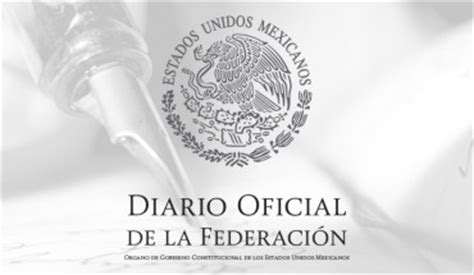 ESTADOS UNIDOS MEXICANOS
DIARIO OFICIAL
DE LA FEDERACIÓN
ÓRGANO DE GOBIERNO CONSTITUCIONAL DE LOS ESTADOS UNIDOS MEXICANOS